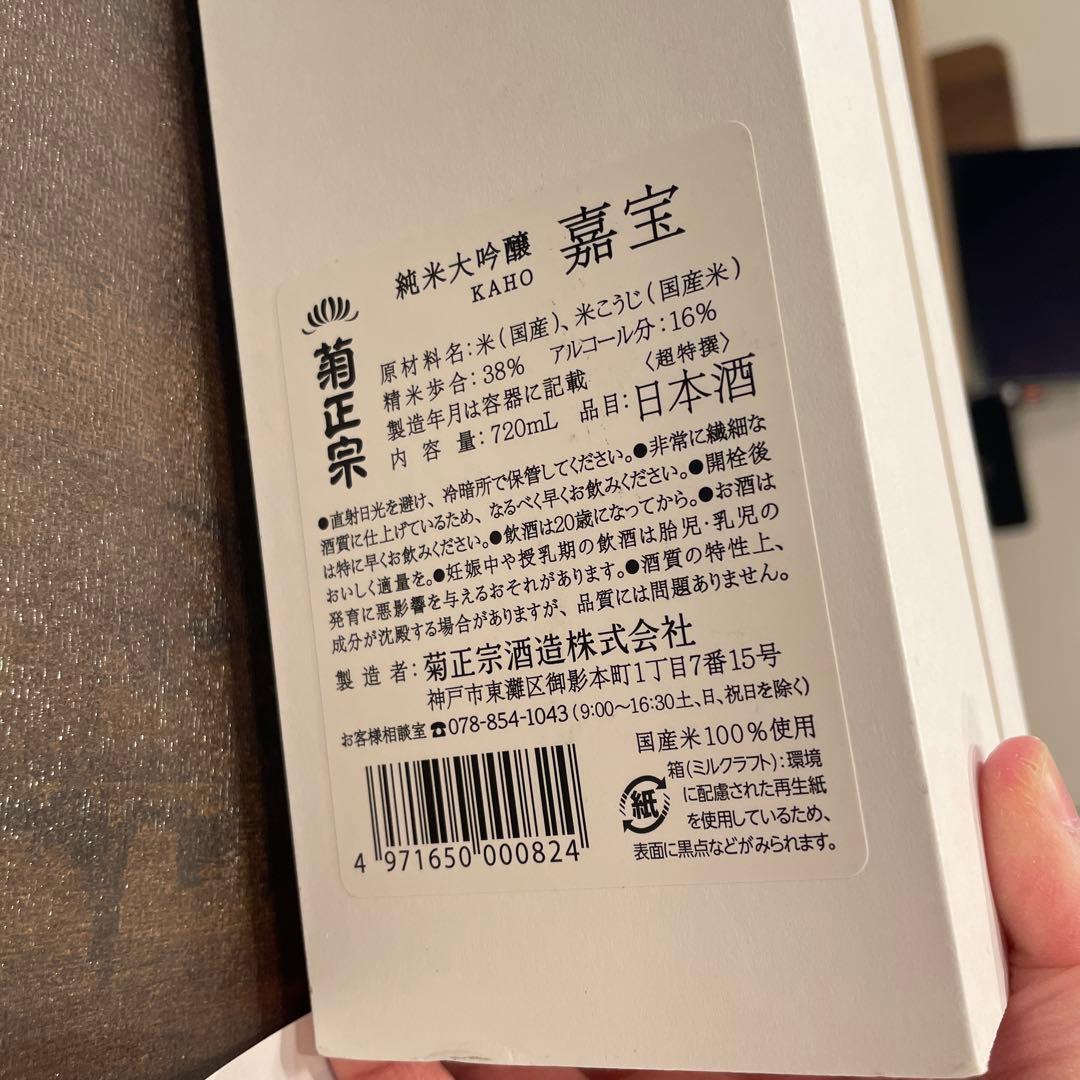 純米大吟醸 嘉宝
KAHO
菊正宗
原材料名:米(国産)、米こうじ(国産米)
精米歩合:38% アルコール分:16%
製造年月は容器に記載 〈超特撰〉
内容量:720mL 品目:日本酒
●直射日光を避け、冷暗所で保管してください。●非常に繊細な
酒質に仕上げているため、なるべく早くお飲みください。●開栓後
は特に早くお飲みください。●飲酒は20歳になってから。●お酒は
おいしく適量を。●妊娠中や授乳期の飲酒は胎児・乳児の
発育に悪影響を与えるおそれがあります。●酒質の特性上、
成分が沈殿する場合がありますが、品質には問題ありません。
製造者:菊正宗酒造株式会社
神戸市東灘区御影本町1丁目7番15号
お客様相談室☎078-854-1043(9:00〜16:30土、日、祝日を除く)
国産米100%使用
紙
箱(ミルクラフト):環境
に配慮された再生紙
を使用しているため、
表面に黒点などがみられます。
4 971650 000824